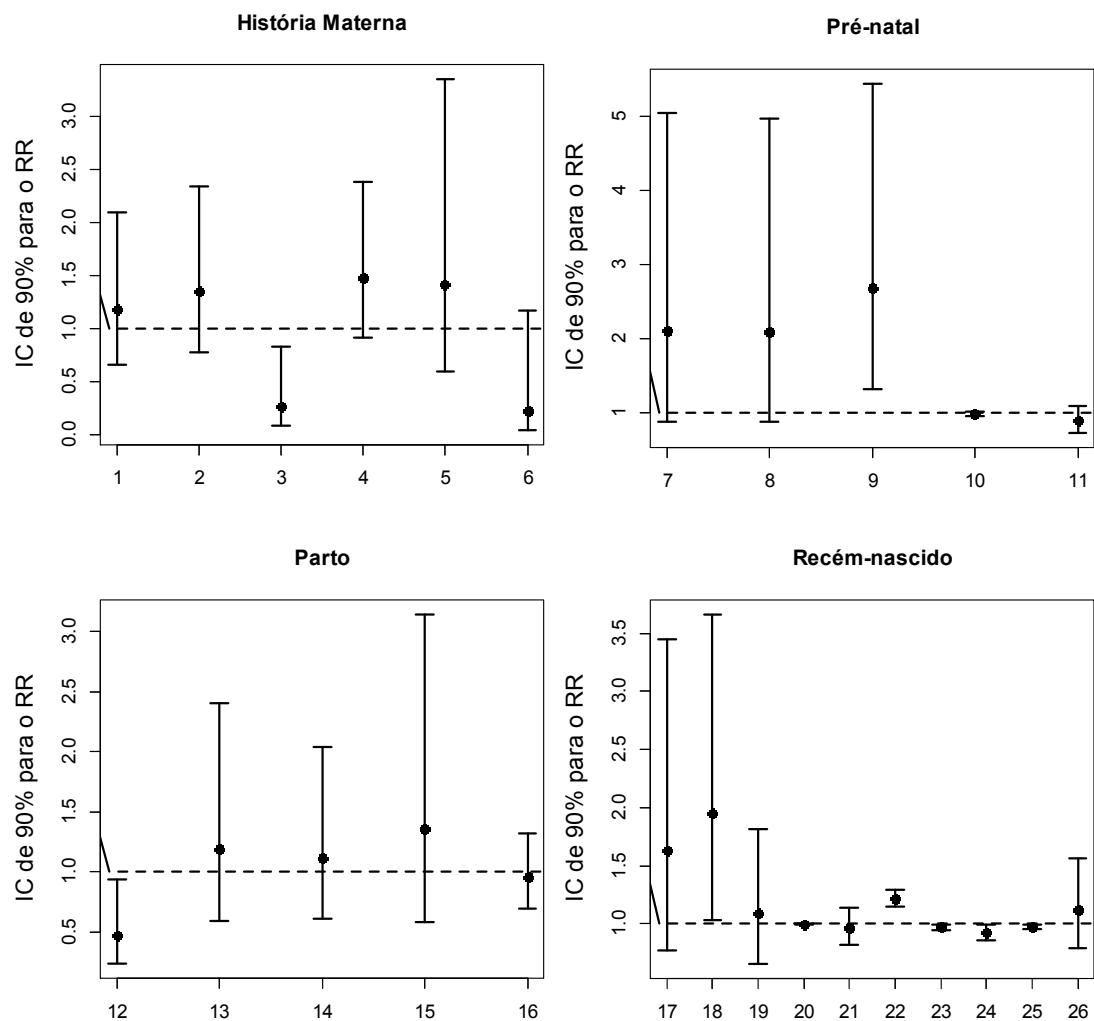 História Materna
IC de 90% para o RR
0.0 0.5 1.0 1.5 2.0 2.5 3.0
1 2 3 4 5 6
Pré-natal
IC de 90% para o RR
1 2 3 4 5
7 8 9 10 11
Parto
IC de 90% para o RR
0.5 1.0 1.5 2.0 2.5 3.0
12 13 14 15 16
Recém-nascido
IC de 90% para o RR
1.0 1.5 2.0 2.5 3.0 3.5
17 18 19 20 21 22 23 24 25 26